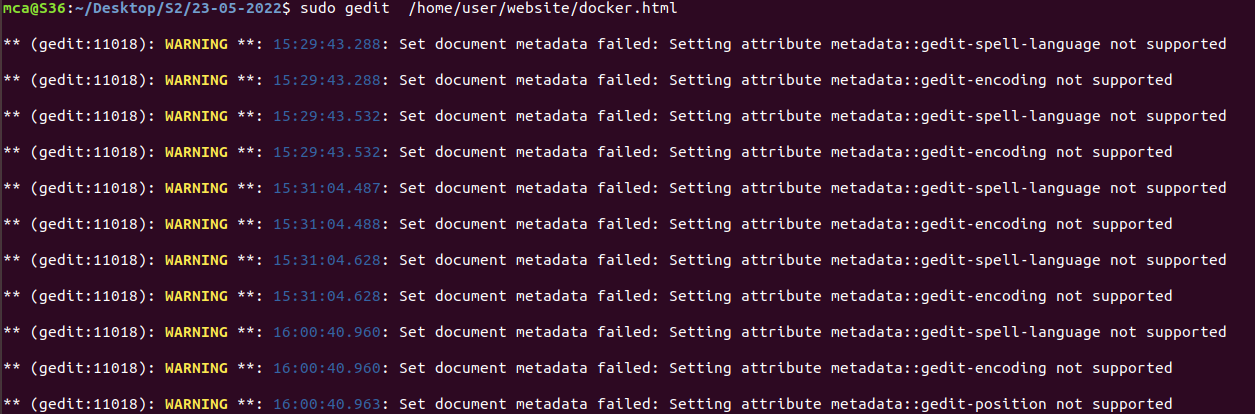 mca@S36:~/Desktop/S2/23-05-2022$ sudo gedit  /home/user/website/docker.html
** (gedit:11018): WARNING **: 15:29:43.288: Set document metadata failed: Setting attribute metadata::gedit-spell-language not supported
** (gedit:11018): WARNING **: 15:29:43.288: Set document metadata failed: Setting attribute metadata::gedit-encoding not supported
** (gedit:11018): WARNING **: 15:29:43.532: Set document metadata failed: Setting attribute metadata::gedit-spell-language not supported
** (gedit:11018): WARNING **: 15:29:43.532: Set document metadata failed: Setting attribute metadata::gedit-encoding not supported
** (gedit:11018): WARNING **: 15:31:04.487: Set document metadata failed: Setting attribute metadata::gedit-spell-language not supported
** (gedit:11018): WARNING **: 15:31:04.488: Set document metadata failed: Setting attribute metadata::gedit-encoding not supported
** (gedit:11018): WARNING **: 15:31:04.628: Set document metadata failed: Setting attribute metadata::gedit-spell-language not supported
** (gedit:11018): WARNING **: 15:31:04.628: Set document metadata failed: Setting attribute metadata::gedit-encoding not supported
** (gedit:11018): WARNING **: 16:00:40.960: Set document metadata failed: Setting attribute metadata::gedit-spell-language not supported
** (gedit:11018): WARNING **: 16:00:40.960: Set document metadata failed: Setting attribute metadata::gedit-encoding not supported
** (gedit:11018): WARNING **: 16:00:40.963: Set document metadata failed: Setting attribute metadata::gedit-position not supported